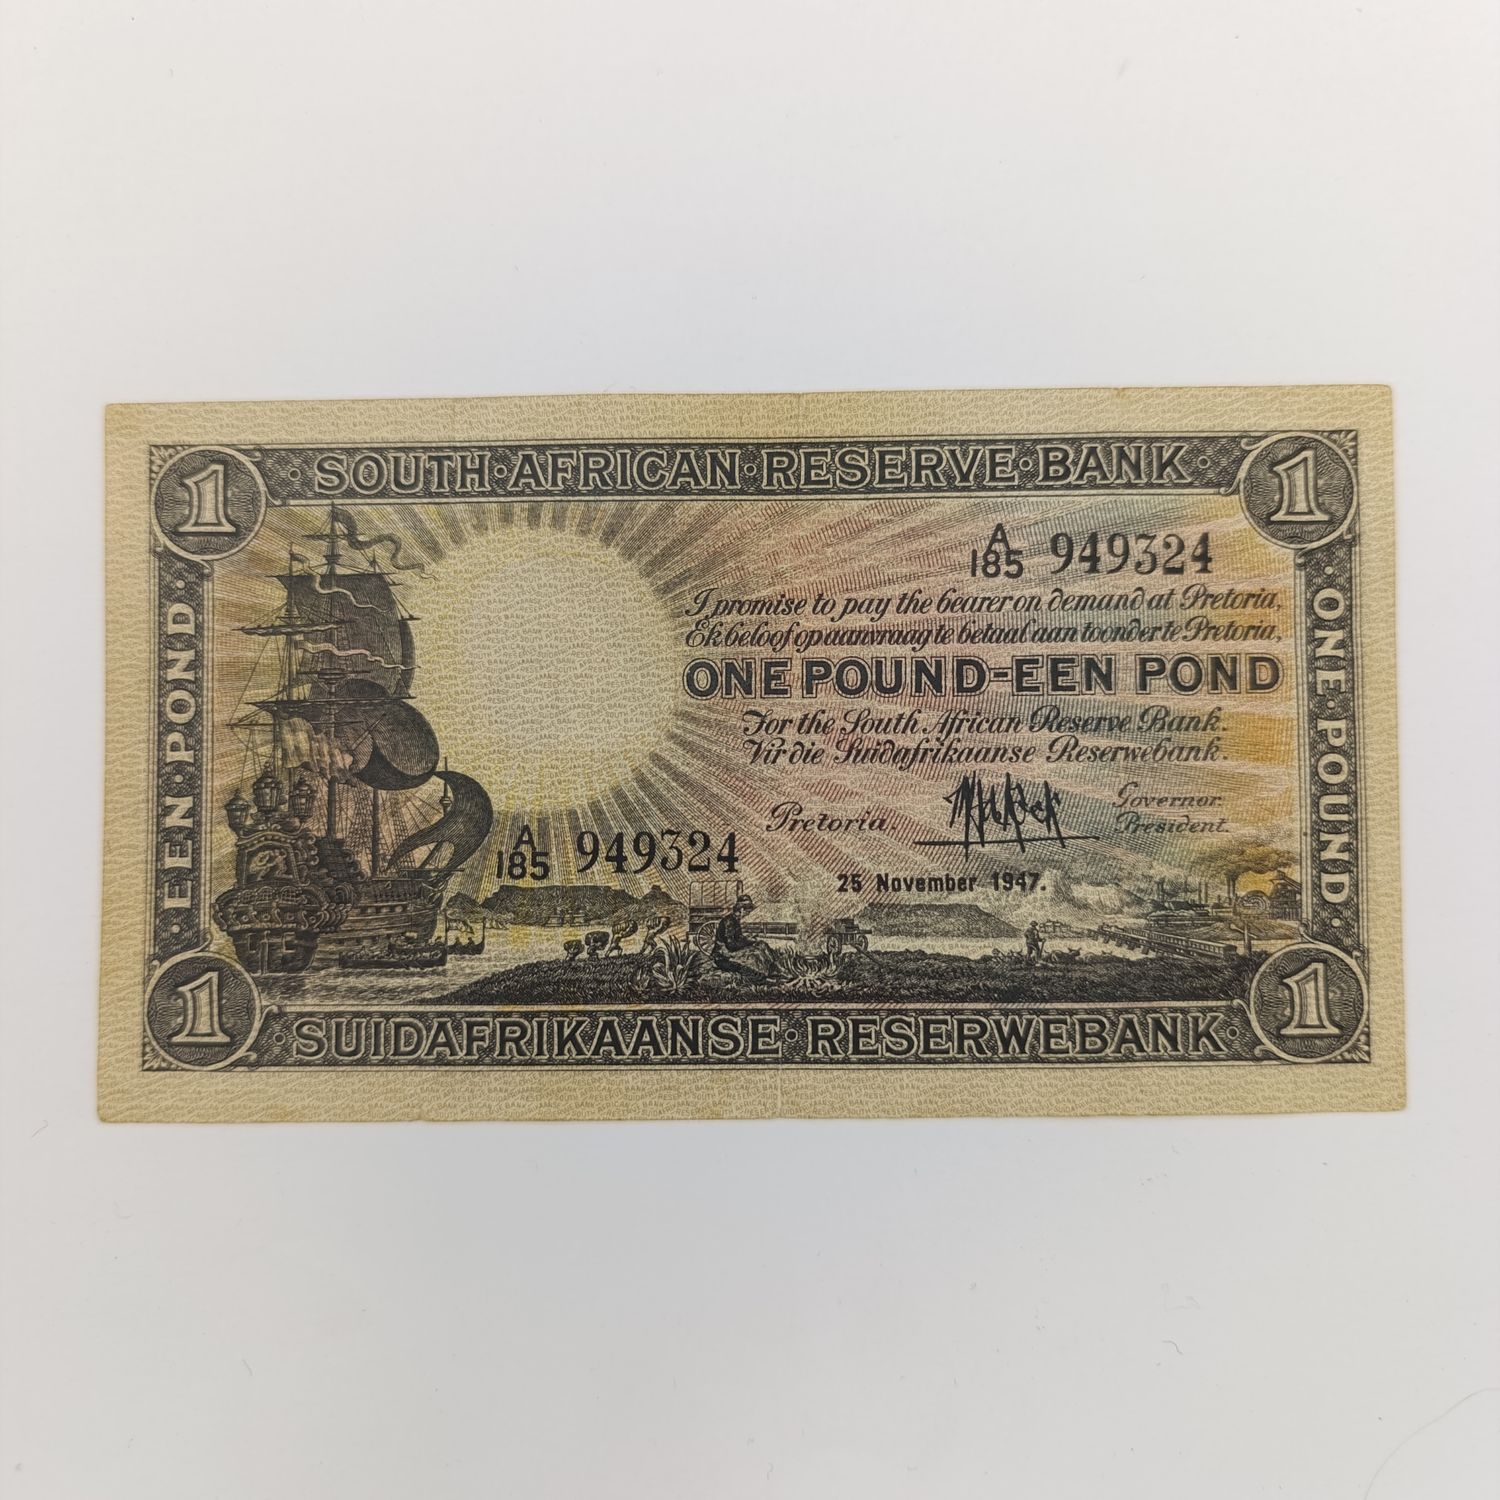 1 SOUTH·AFRICAN·RESERVE·BANK 1
A
185 949324
I promise to pay the bearer on demand at Pretoria,
Ek beloof op aanvraag te betaal aan toonder te Pretoria,
ONE POUND-EEN POND
For the South African Reserve Bank.
Vir die Suidafrikaanse Reserwebank.
Pretoria. Governor
President.
A
185 949324
25 November 1947.
EEN·POND
ONE·POUND
1 SUIDAFRIKAANSE·RESERWEBANK 1